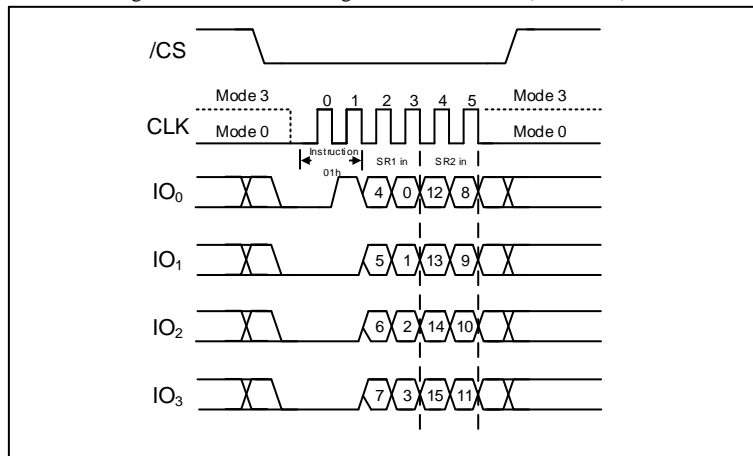 /CS
0 1 2 3 4 5
Mode 3 Mode 3
CLK Mode 0 Mode 0
Instruction SR1 in SR2 in
01h
IO0 4 0 12 8
IO1 5 1 13 9
IO2 6 2 14 10
IO3 7 3 15 11